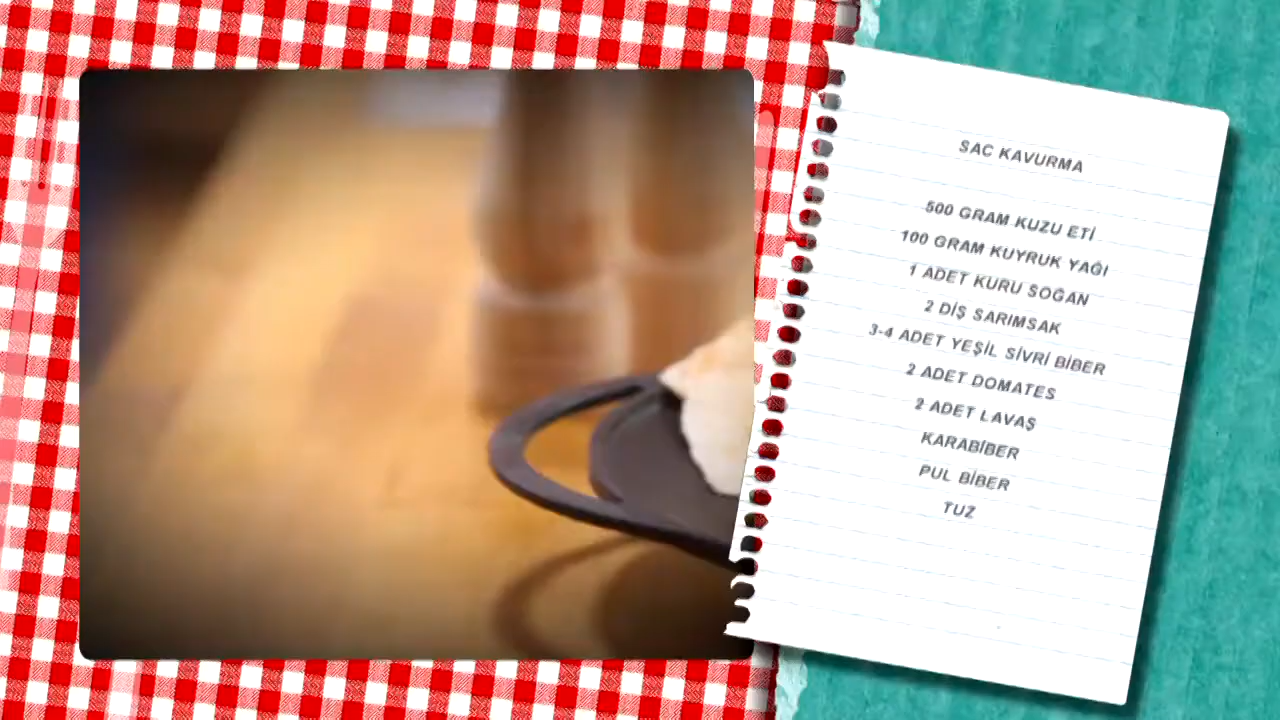 SAC KAVURMA
500 GRAM KUZU ETİ
100 GRAM KUYRUK YAĞI
1 ADET KURU SOĞAN
2 DİŞ SARIMSAK
3-4 ADET YEŞİL SİVRİ BİBER
2 ADET DOMATES
2 ADET LAVAŞ
KARABİBER
PUL BİBER
TUZ